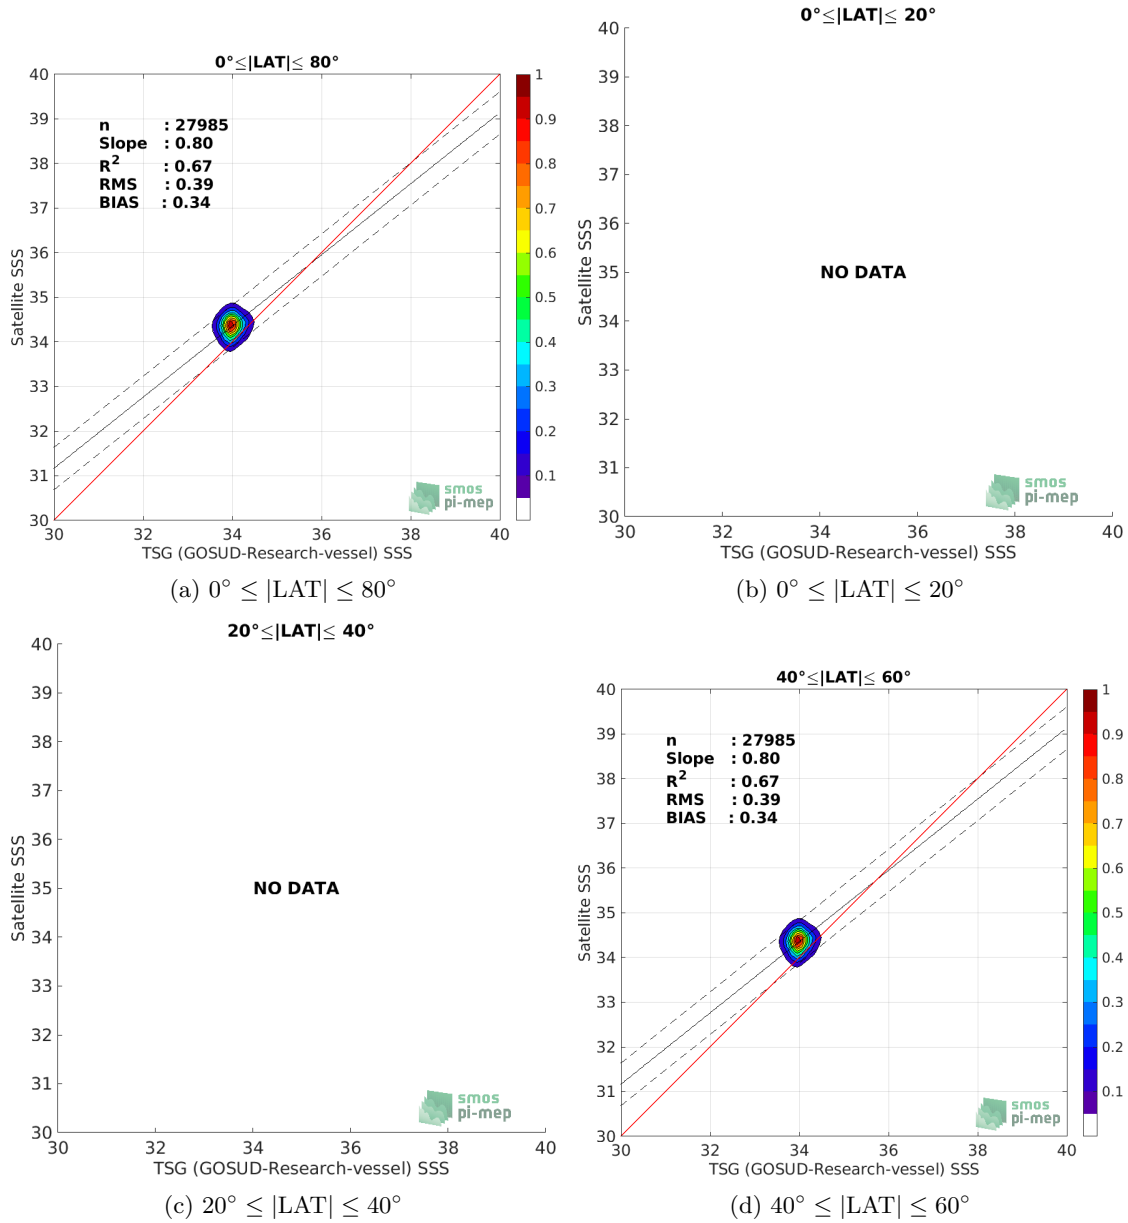 0°≤|LAT|≤ 80°
40
39
38
37
36
35
34
33
32
31
30
n : 27985
Slope : 0.80
R² : 0.67
RMS : 0.39
BIAS : 0.34
Satellite SSS
30 32 34 36 38 40
TSG (GOSUD-Research-vessel) SSS
1
0.9
0.8
0.7
0.6
0.5
0.4
0.3
0.2
0.1
smos
pi-mep
(a) 0° ≤ |LAT| ≤ 80°
0°≤|LAT|≤ 20°
40
39
38
37
36
35
34
33
32
31
30
Satellite SSS
NO DATA
smos
pi-mep
30 32 34 36 38 40
TSG (GOSUD-Research-vessel) SSS
(b) 0° ≤ |LAT| ≤ 20°
20°≤|LAT|≤ 40°
40
39
38
37
36
35
34
33
32
31
30
Satellite SSS
NO DATA
smos
pi-mep
30 32 34 36 38 40
TSG (GOSUD-Research-vessel) SSS
(c) 20° ≤ |LAT| ≤ 40°
40°≤|LAT|≤ 60°
40
39
38
37
36
35
34
33
32
31
30
n : 27985
Slope : 0.80
R² : 0.67
RMS : 0.39
BIAS : 0.34
Satellite SSS
30 32 34 36 38 40
TSG (GOSUD-Research-vessel) SSS
1
0.9
0.8
0.7
0.6
0.5
0.4
0.3
0.2
0.1
smos
pi-mep
(d) 40° ≤ |LAT| ≤ 60°